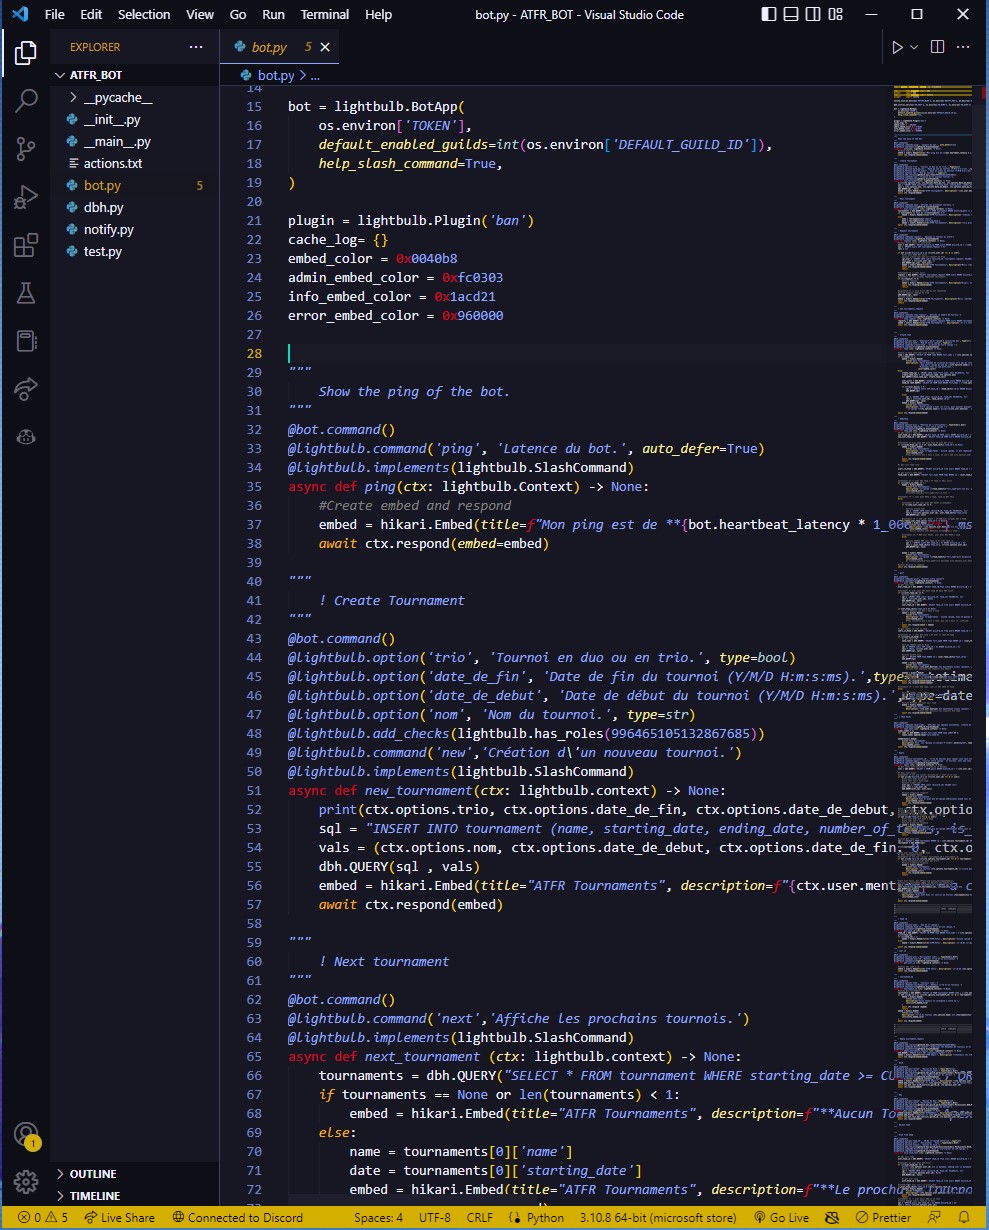 File Edit Selection View Go Run Terminal Help bot.py - ATFR_BOT - Visual Studio Code
EXPLORER ···
ATFR_BOT
__pycache__
__init__.py
__main__.py
actions.txt
bot.py 5
dbh.py
notify.py
test.py
OUTLINE
TIMELINE
bot.py 5
bot.py > ...
14
15 bot = lightbulb.BotApp(
16 os.environ['TOKEN'],
17 default_enabled_guilds=int(os.environ['DEFAULT_GUILD_ID']),
18 help_slash_command=True,
19 )
20
21 plugin = lightbulb.Plugin('ban')
22 cache_log= {}
23 embed_color = 0x0040b8
24 admin_embed_color = 0xfc0303
25 info_embed_color = 0x1acd21
26 error_embed_color = 0x960000
27
28
29 """
30 Show the ping of the bot.
31 """
32 @bot.command()
33 @lightbulb.command('ping', 'Latence du bot.', auto_defer=True)
34 @lightbulb.implements(lightbulb.SlashCommand)
35 async def ping(ctx: lightbulb.Context) -> None:
36 #Create embed and respond
37 embed = hikari.Embed(title=f"Mon ping est de **{bot.heartbeat_latency * 1_000 ms
38 await ctx.respond(embed=embed)
39
40 """
41 ! Create Tournament
42 """
43 @bot.command()
44 @lightbulb.option('trio', 'Tournoi en duo ou en trio.', type=bool)
45 @lightbulb.option('date_de_fin', 'Date de fin du tournoi (Y/M/D H:m:s:ms).',type
46 @lightbulb.option('date_de_debut', 'Date de début du tournoi (Y/M/D H:m:s:ms).'
47 @lightbulb.option('nom', 'Nom du tournoi.', type=str)
48 @lightbulb.add_checks(lightbulb.has_roles(996465105132867685))
49 @lightbulb.command('new','Création d\'un nouveau tournoi.')
50 @lightbulb.implements(lightbulb.SlashCommand)
51 async def new_tournament(ctx: lightbulb.context) -> None:
52 print(ctx.options.trio, ctx.options.date_de_fin, ctx.options.date_de_debut, ctx.optio
53 sql = "INSERT INTO tournament (name, starting_date, ending_date, number_of_
54 vals = (ctx.options.nom, ctx.options.date_de_debut, ctx.options.date_de_fin, 0, ctx.o
55 dbh.QUERY(sql , vals)
56 embed = hikari.Embed(title="ATFR Tournaments", description=f"{ctx.user.ment
57 await ctx.respond(embed)
58
59 """
60 ! Next tournament
61 """
62 @bot.command()
63 @lightbulb.command('next','Affiche les prochains tournois.')
64 @lightbulb.implements(lightbulb.SlashCommand)
65 async def next_tournament (ctx: lightbulb.context) -> None:
66 tournaments = dbh.QUERY("SELECT * FROM tournament WHERE starting_date >= CU
67 if tournaments == None or len(tournaments) < 1:
68 embed = hikari.Embed(title="ATFR Tournaments", description=f"**Aucun To
69 else:
70 name = tournaments[0]['name']
71 date = tournaments[0]['starting_date']
72 embed = hikari.Embed(title="ATFR Tournaments", description=f"**Le prochain
1
0 5 Live Share Connected to Discord Spaces: 4 UTF-8 CRLF Python 3.10.8 64-bit (microsoft store) Go Live Prettier